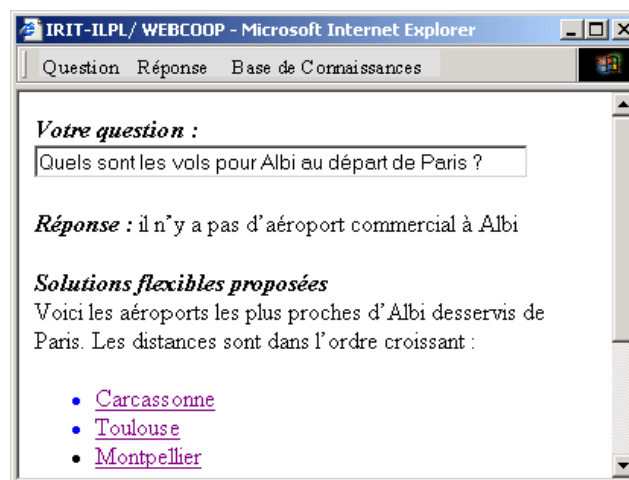 IRIT-ILPL/ WEBCOOP - Microsoft Internet Explorer
Question Réponse Base de Connaissances
Votre question :
Quels sont les vols pour Albi au départ de Paris ?
Réponse : il n'y a pas d'aéroport commercial à Albi
Solutions flexibles proposées
Voici les aéroports les plus proches d'Albi desservis de
Paris. Les distances sont dans l'ordre croissant :
Carcassonne
Toulouse
Montpellier